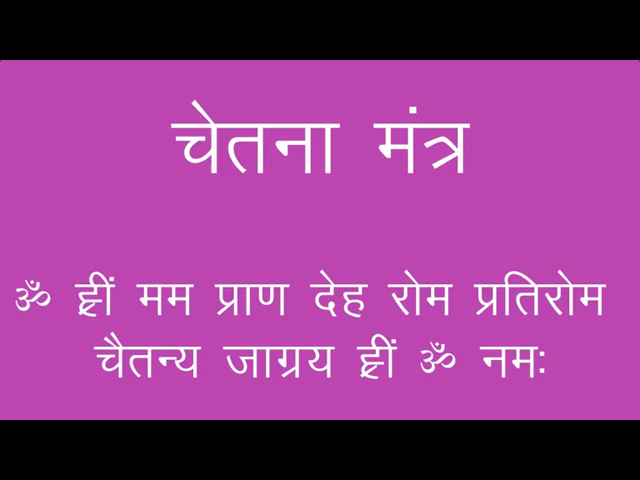 चेतना मंत्र
ॐ ह्रीं मम प्राण देह रोम प्रतिरोम
चैतन्य जाग्रय ह्रीं ॐ नमः